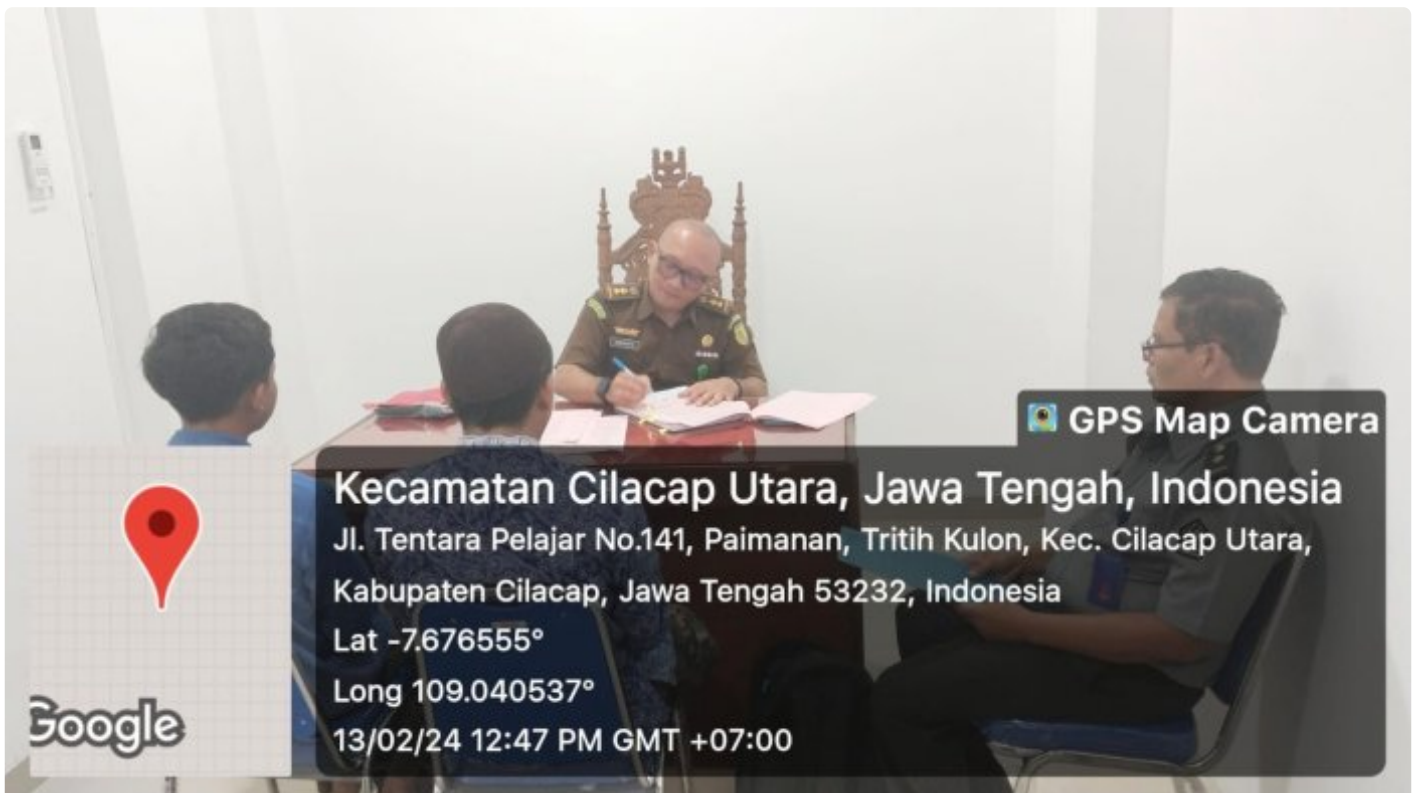 GPS Map Camera
Kecamatan Cilacap Utara, Jawa Tengah, Indonesia
Jl. Tentara Pelajar No.141, Paimanan, Tritih Kulon, Kec. Cilacap Utara,
Kabupaten Cilacap, Jawa Tengah 53232, Indonesia
Lat -7.676555°
Long 109.040537°
13/02/24 12:47 PM GMT +07:00
Google